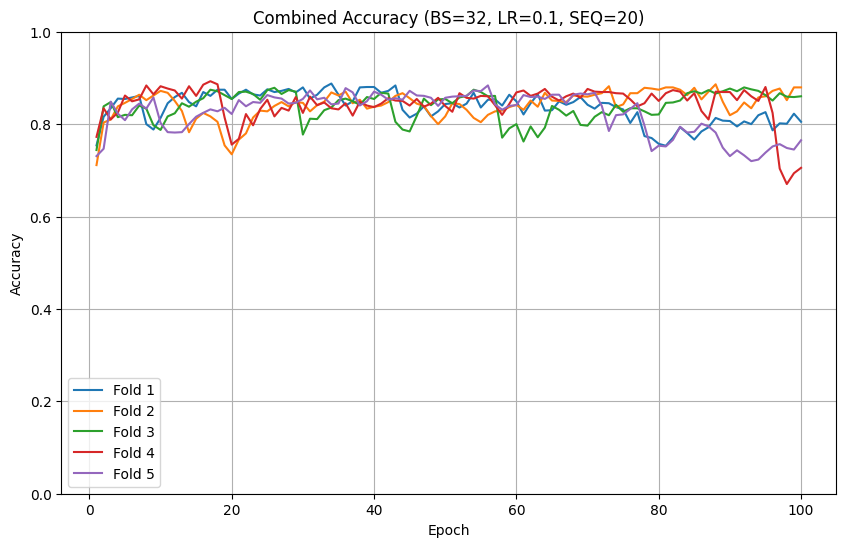 Combined Accuracy (BS=32, LR=0.1, SEQ=20)
1.0
0.8
0.6
0.4
0.2
0.0
Accuracy
Fold 1
Fold 2
Fold 3
Fold 4
Fold 5
0 20 40 60 80 100
Epoch